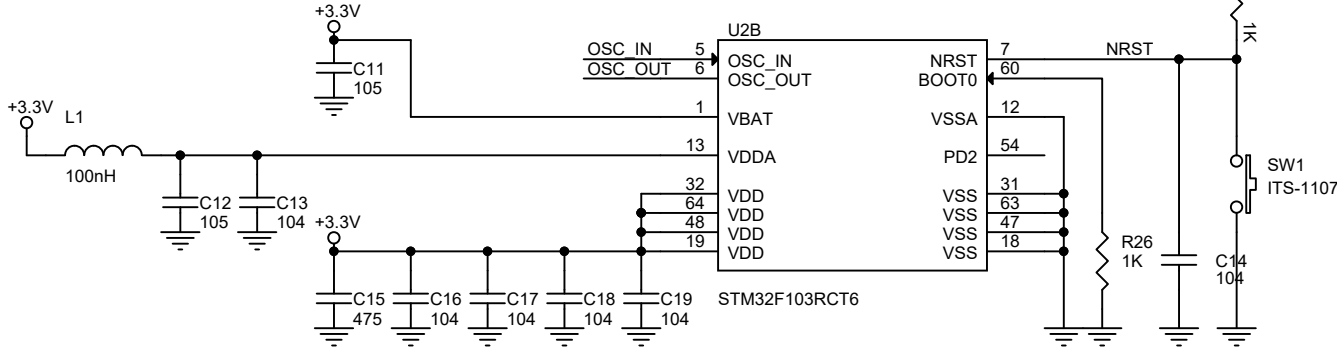 +3.3V
C11
105
+3.3V
L1
100nH
C12
105
C13
104
+3.3V
C15
475
C16
104
C17
104
C18
104
C19
104
U2B
OSC_IN 5 OSC_IN
OSC_OUT 6 OSC_OUT
1 VBAT
13 VDDA
32 VDD
64 VDD
48 VDD
19 VDD
NRST 7 NRST
BOOT0 60
VSSA 12
PD2 54
VSS 31
VSS 63
VSS 47
VSS 18
STM32F103RCT6
1K
R26
1K
C14
104
SW1
ITS-1107